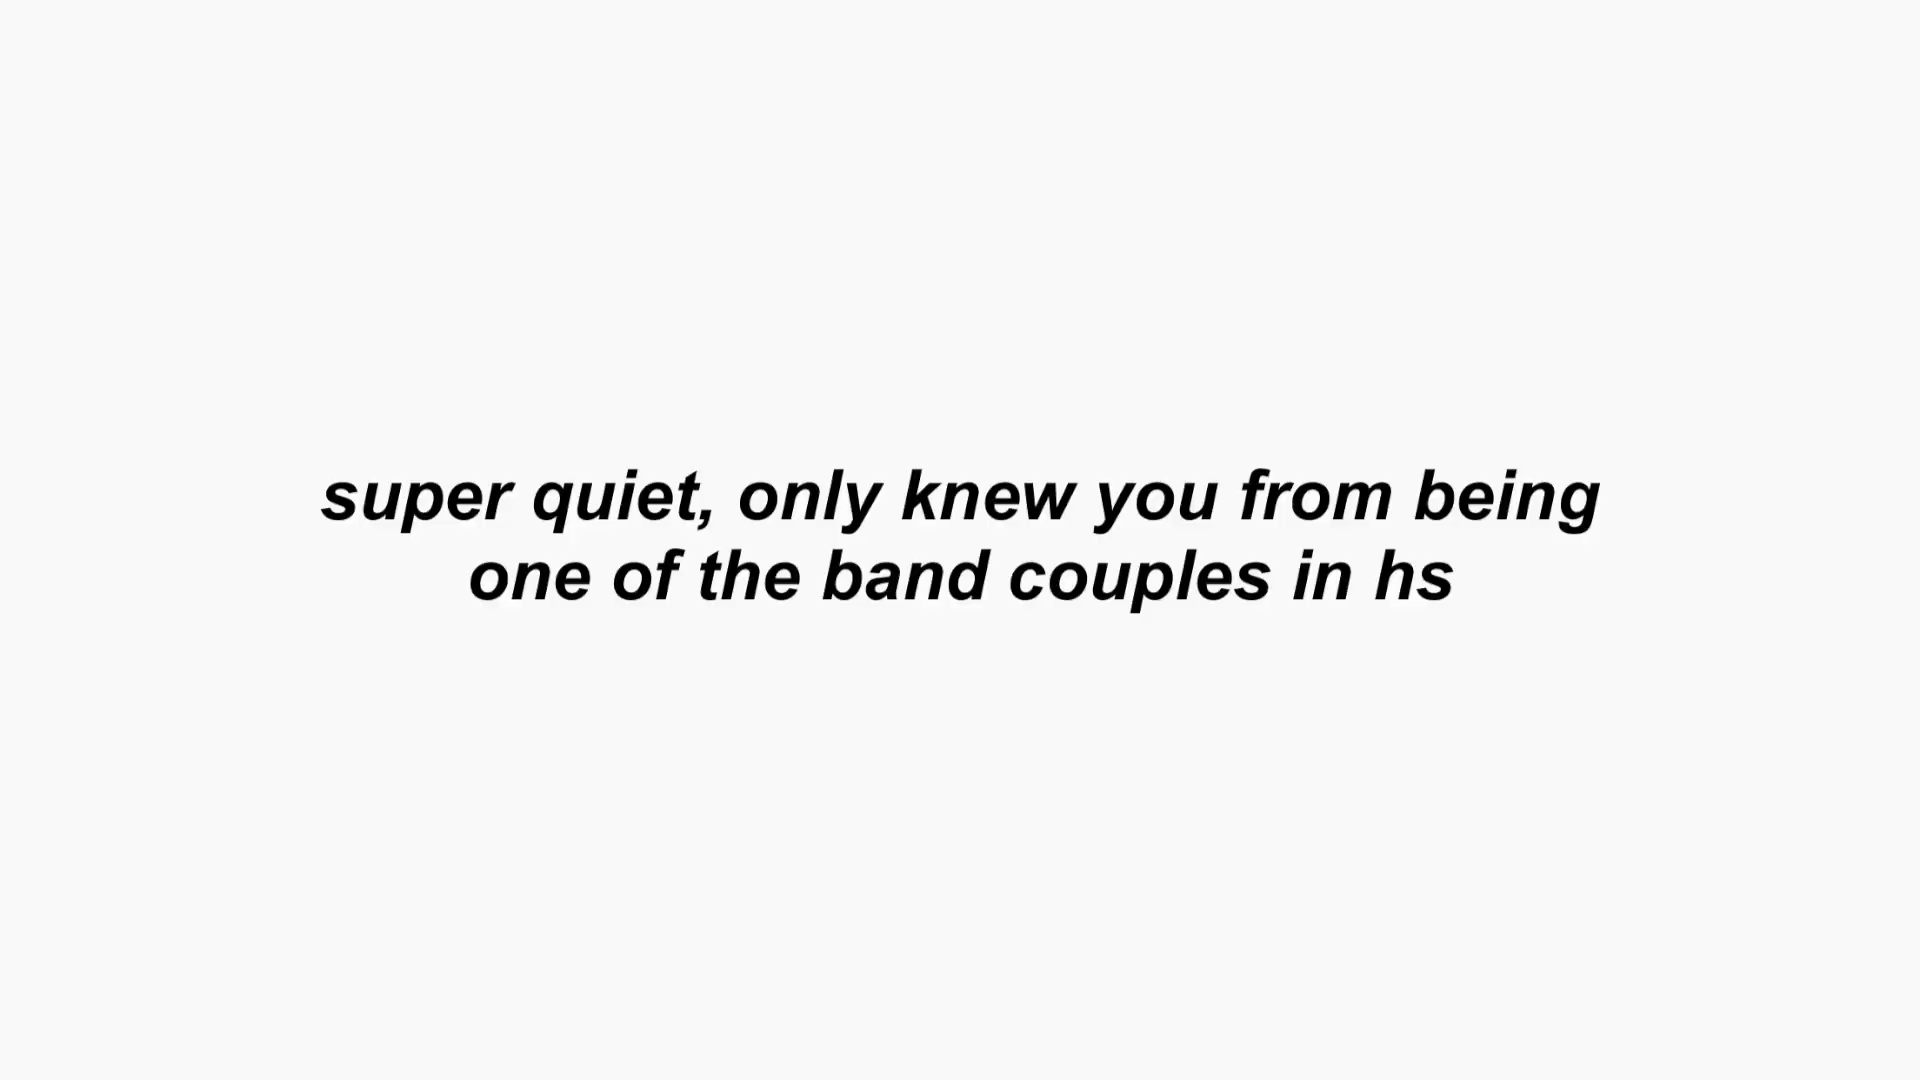 super quiet, only knew you from being
one of the band couples in hs